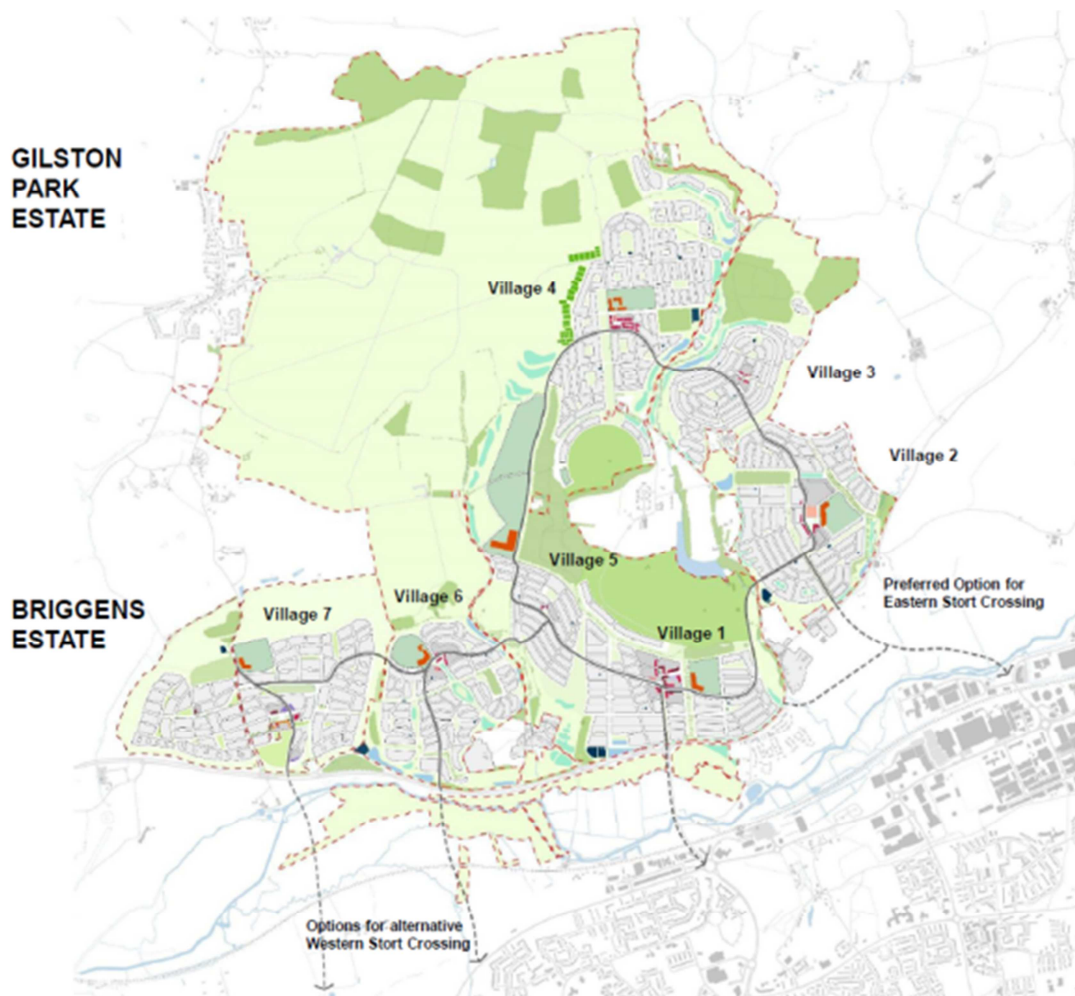 GILSTON
PARK
ESTATE
Village 4
Village 3
Village 2
Village 5
Preferred Option for
Eastern Stort Crossing
BRIGGENS
ESTATE
Village 7
Village 6
Village 1
Options for alternative
Western Stort Crossing